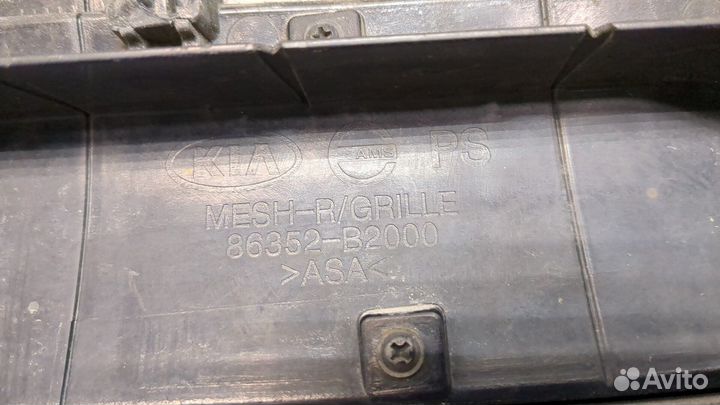 KIA AMS PS
MESH-R/GRILLE
86352-B2000
>ASA<
Avito